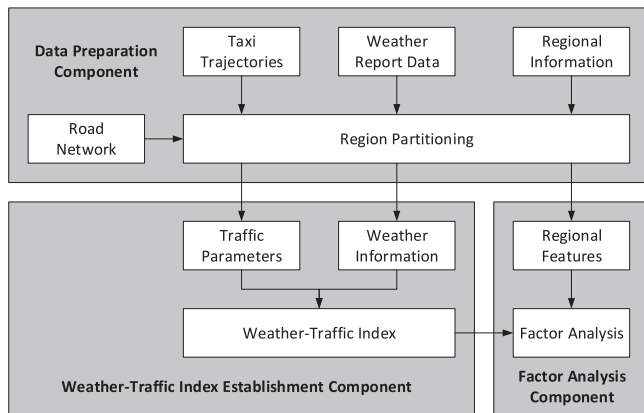 Data Preparation
Component
Taxi
Trajectories
Weather
Report Data
Regional
Information
Road
Network
Region Partitioning
Traffic
Parameters
Weather
Information
Regional
Features
Weather-Traffic Index
Factor Analysis
Weather-Traffic Index Establishment Component
Factor Analysis
Component